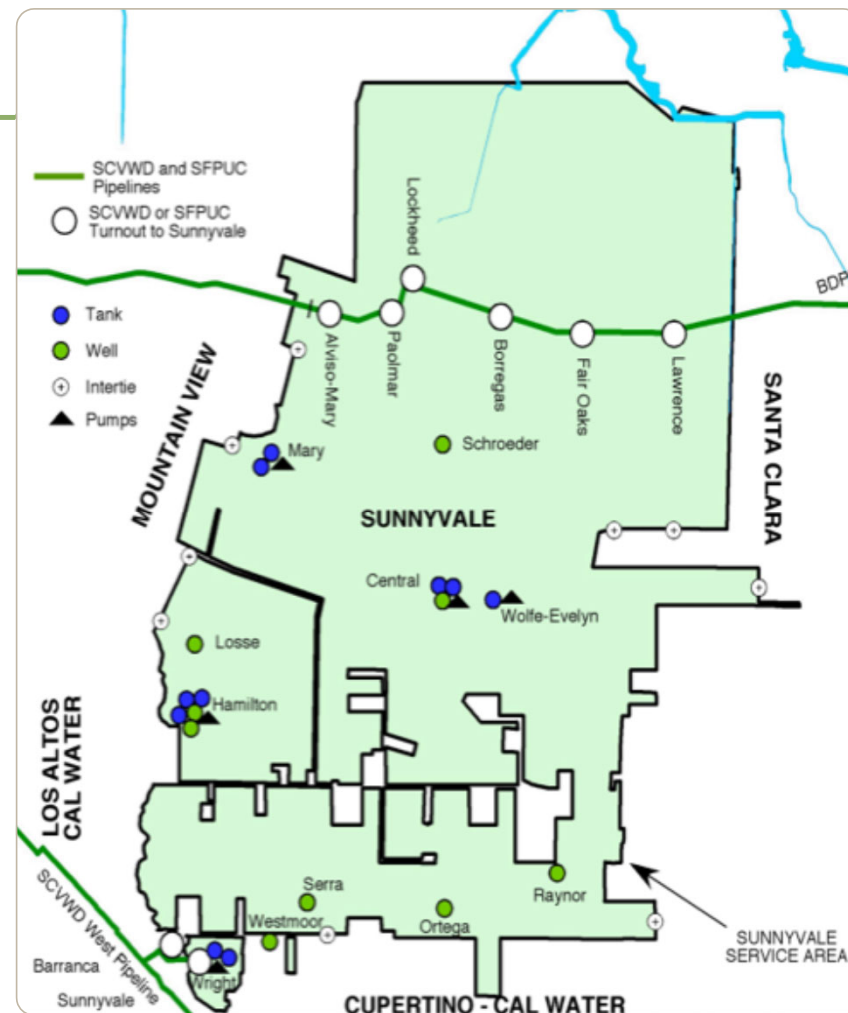 SCVWD and SFPUC
Pipelines
SCVWD or SFPUC
Turnout to Sunnyvale
Lockheed
BDP
Tank
Well
Intertie
Pumps
MOUNTAIN VIEW
Alviso-Mary
Paolmar
Borregas
Fair Oaks
Lawrence
SANTA CLARA
Mary
Schroeder
SUNNYVALE
Central
Wolfe-Evelyn
Losse
Hamilton
LOS ALTOS
CAL WATER
SCVWD West Pipeline
Serra
Raynor
Westmoor
Ortega
SUNNYVALE
SERVICE AREA
Barranca
Wright
Sunnyvale
CUPERTINO - CAL WATER